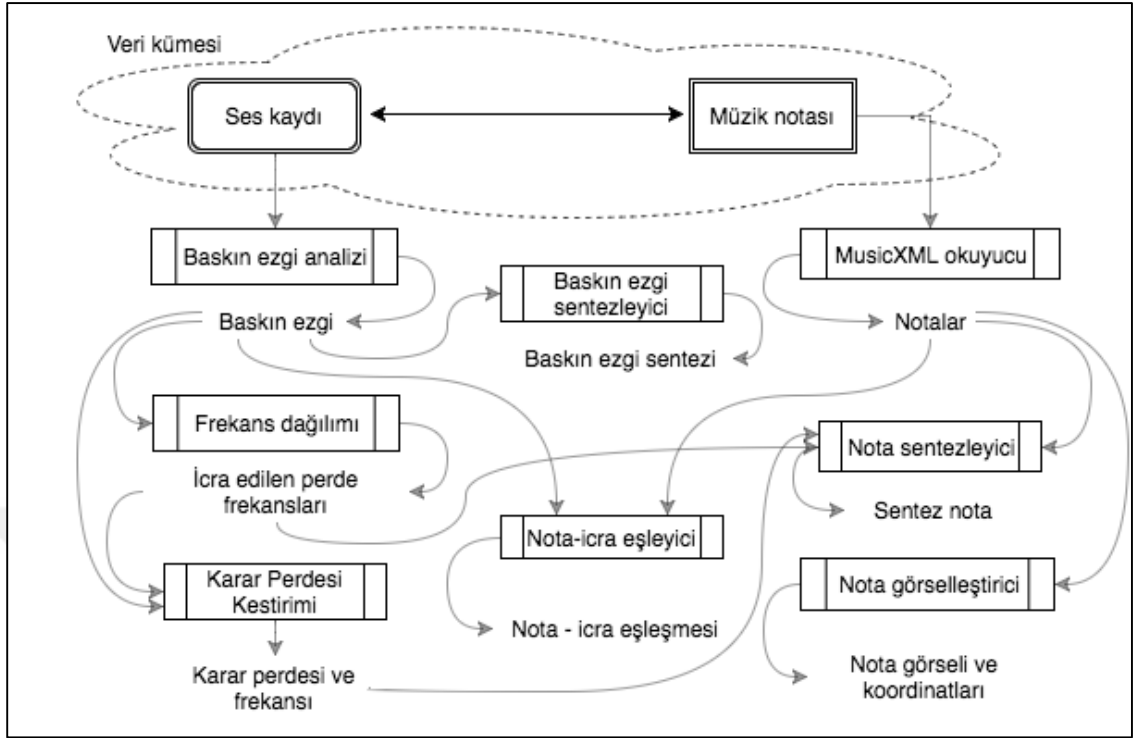 Veri kümesi
Ses kaydı
Müzik notası
Baskın ezgi analizi
MusicXML okuyucu
Baskın ezgi
sentezleyici
Baskın ezgi
Notalar
Baskın ezgi sentezi
Frekans dağılımı
Nota sentezleyici
İcra edilen perde
frekansları
Sentez nota
Nota-icra eşleyici
Karar Perdesi
Kestirimi
Nota görselleştirici
Nota - icra eşleşmesi
Karar perdesi ve
frekansı
Nota görseli ve
koordinatları